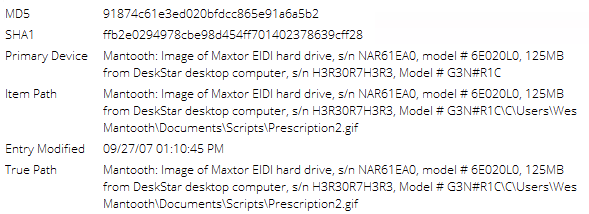 MD5 91874c61e3ed020bfdcc865e91a6a5b2
SHA1 ffb2e0294978cbe98d454ff701402378639cff28
Primary Device Mantooth: Image of Maxtor EIDI hard drive, s/n NAR61EA0, model # 6E020L0, 125MB
from DeskStar desktop computer, s/n H3R30R7H3R3, Model # G3N#R1C
Item Path Mantooth: Image of Maxtor EIDI hard drive, s/n NAR61EA0, model # 6E020L0, 125MB
from DeskStar desktop computer, s/n H3R30R7H3R3, Model # G3N#R1C\C\Users\Wes
Mantooth\Documents\Scripts\Prescription2.gif
Entry Modified 09/27/07 01:10:45 PM
True Path Mantooth: Image of Maxtor EIDI hard drive, s/n NAR61EA0, model # 6E020L0, 125MB
from DeskStar desktop computer, s/n H3R30R7H3R3, Model # G3N#R1C\C\Users\Wes
Mantooth\Documents\Scripts\Prescription2.gif